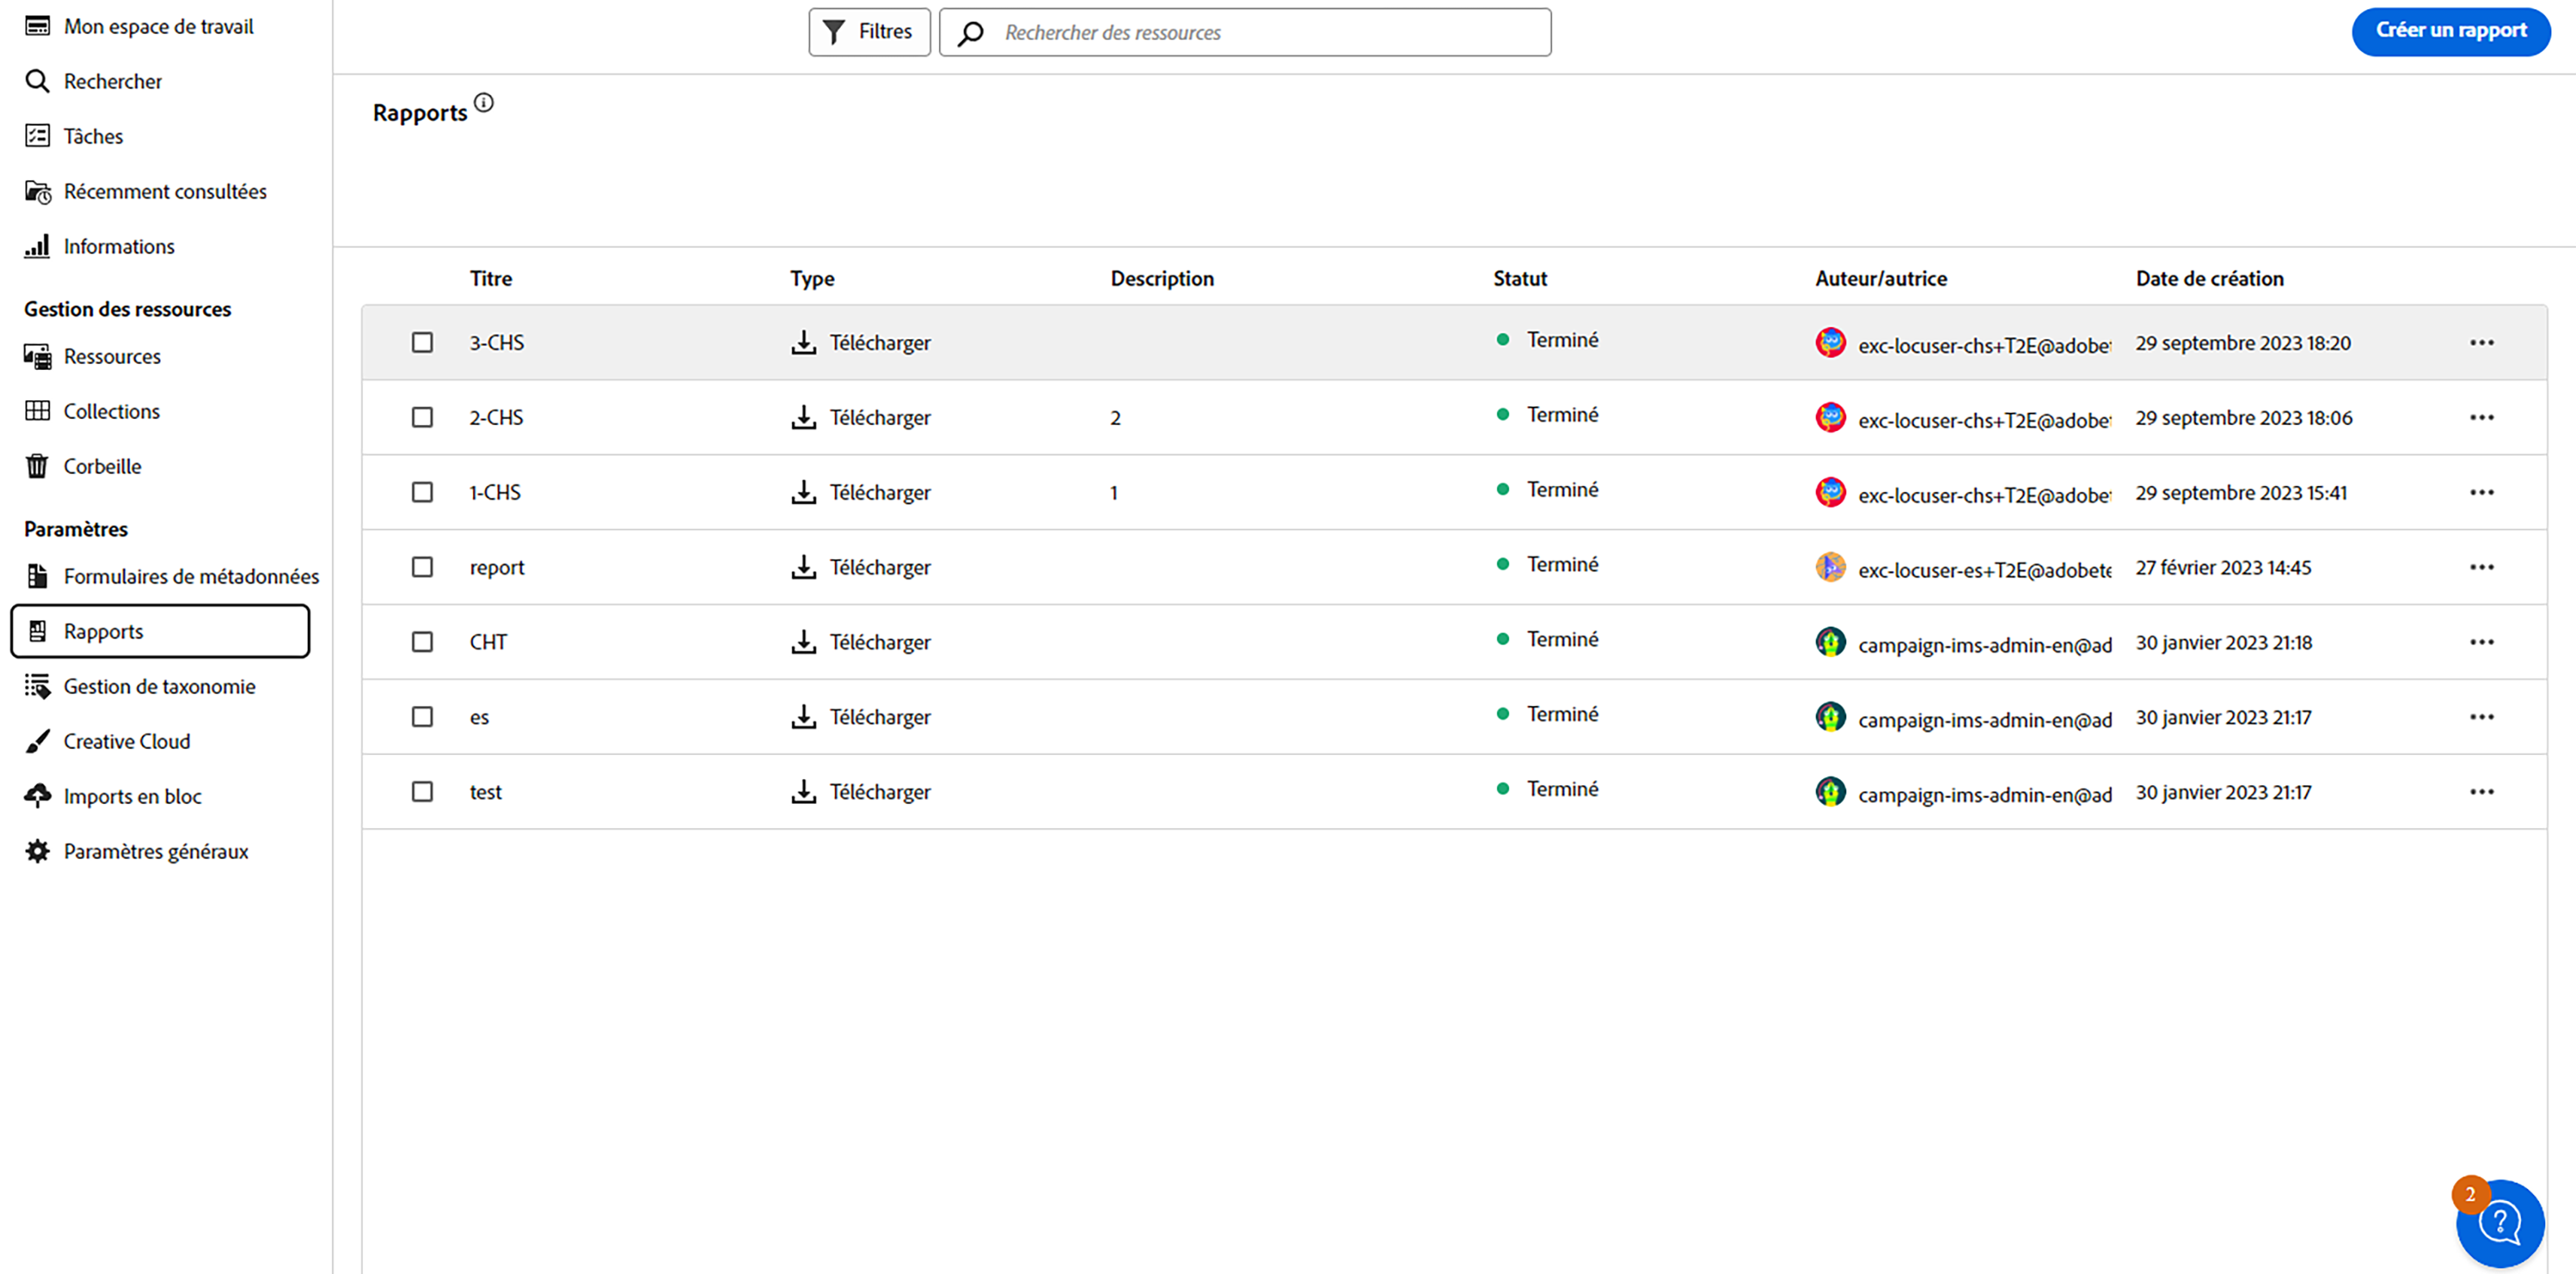 Mon espace de travail
Rechercher
Tâches
Récemment consultées
Informations
Gestion des ressources
Ressources
Collections
Corbeille
Paramètres
Formulaires de métadonnées
Rapports
Gestion de taxonomie
Creative Cloud
Imports en bloc
Paramètres généraux
Filtres Rechercher des ressources Créer un rapport
Rapports
Titre Type Description Statut Auteur/autrice Date de création
3-CHS Télécharger Terminé exc-locuser-chs+T2E@adobe 29 septembre 2023 18:20
2-CHS Télécharger 2 Terminé exc-locuser-chs+T2E@adobe 29 septembre 2023 18:06
1-CHS Télécharger 1 Terminé exc-locuser-chs+T2E@adobe 29 septembre 2023 15:41
report Télécharger Terminé exc-locuser-es+T2E@adobete 27 février 2023 14:45
CHT Télécharger Terminé campaign-ims-admin-en@ad 30 janvier 2023 21:18
es Télécharger Terminé campaign-ims-admin-en@ad 30 janvier 2023 21:17
test Télécharger Terminé campaign-ims-admin-en@ad 30 janvier 2023 21:17
2